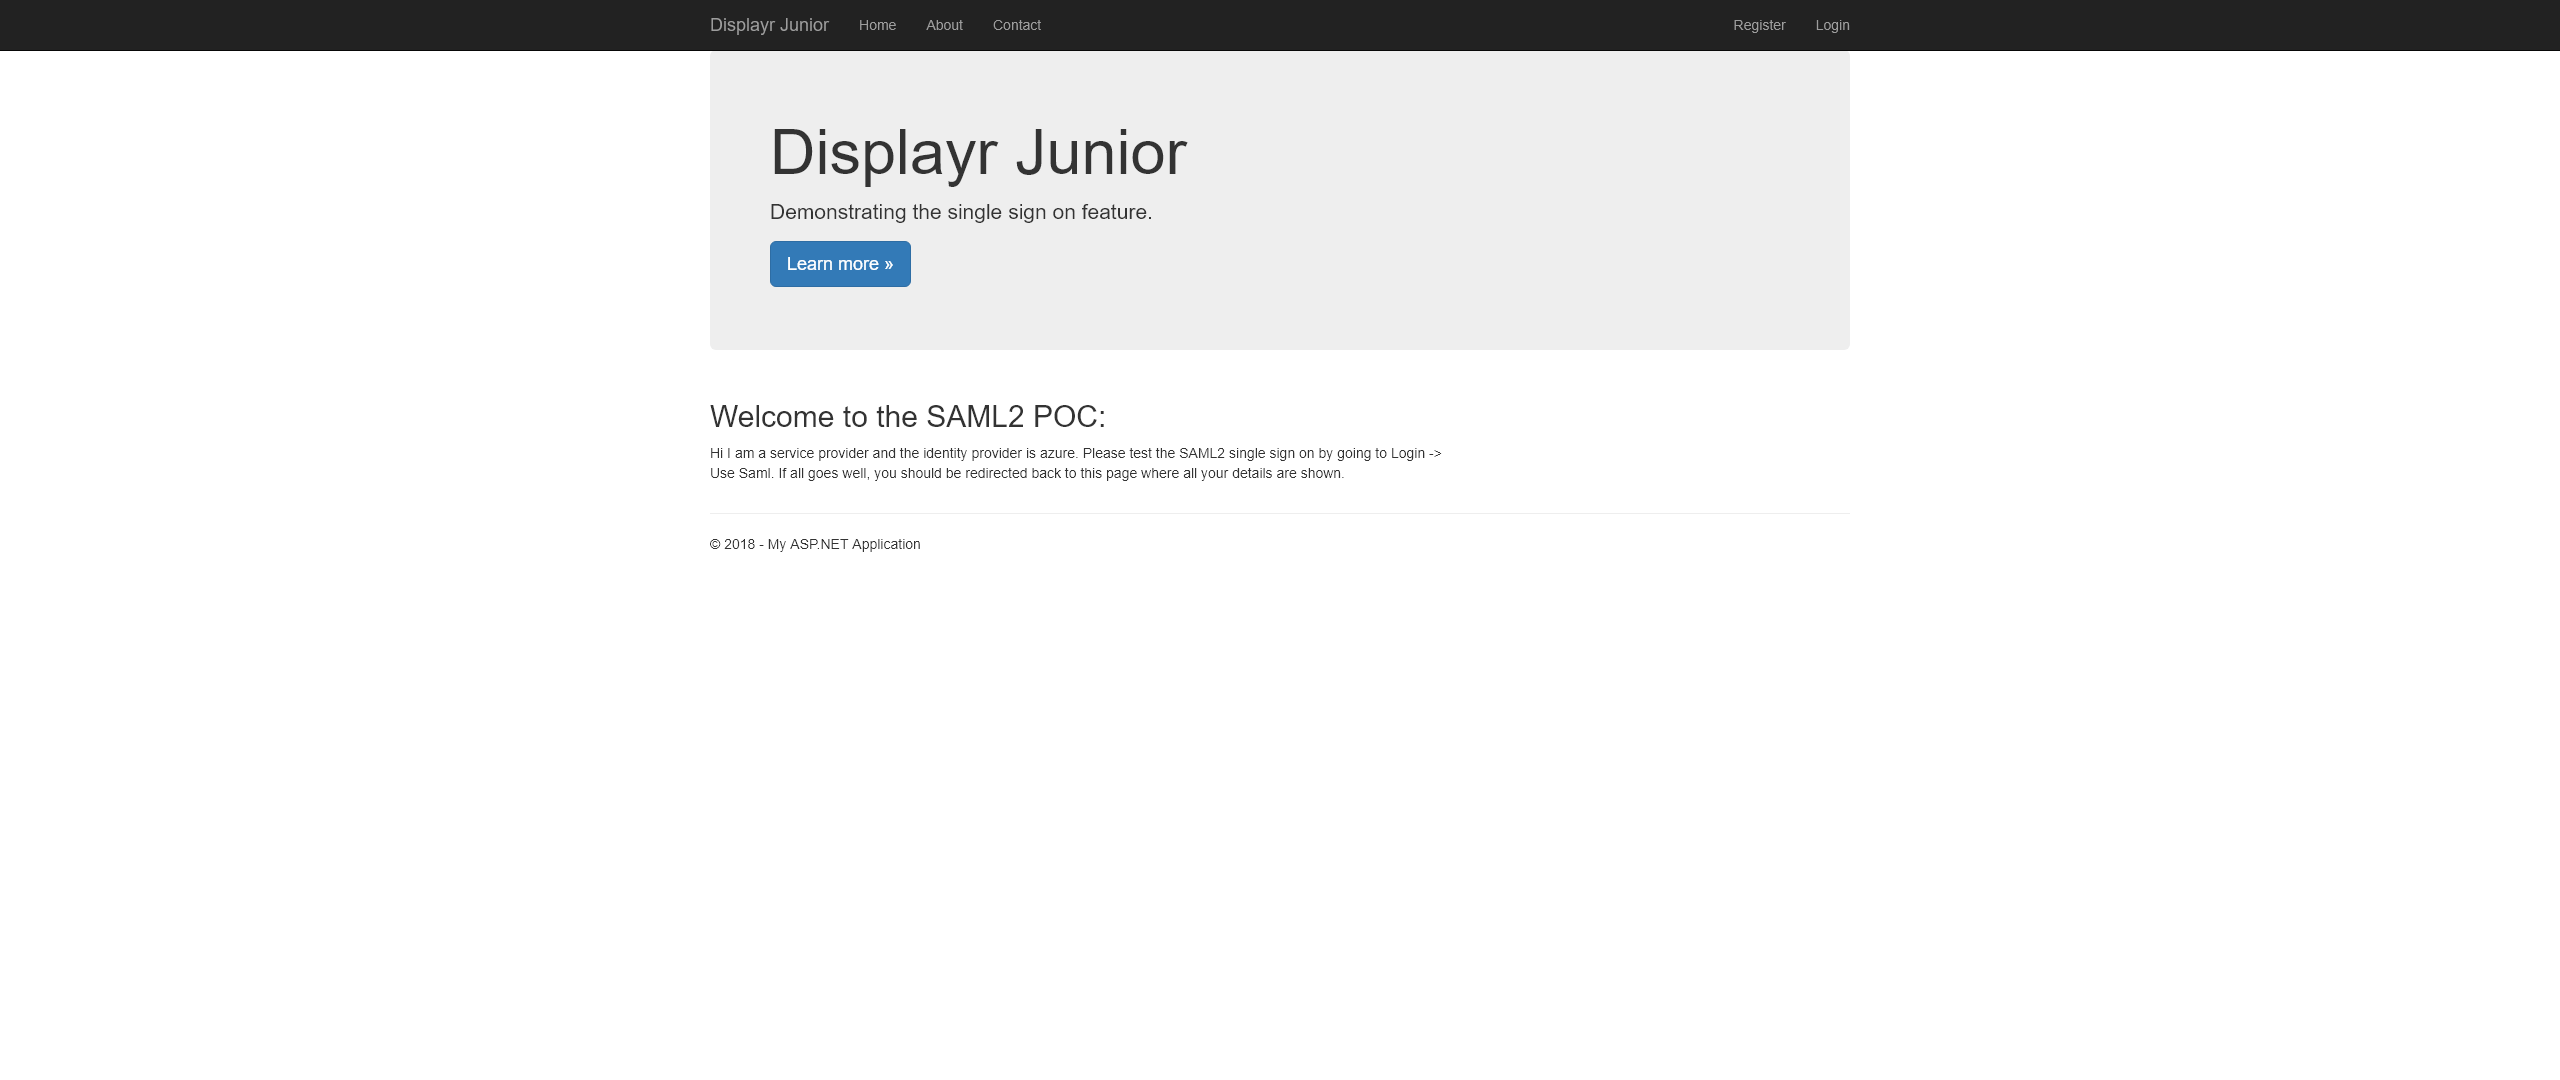 Displayr Junior Home About Contact Register Login
Displayr Junior
Demonstrating the single sign on feature.
Learn more »
Welcome to the SAML2 POC:
Hi I am a service provider and the identity provider is azure. Please test the SAML2 single sign on by going to Login ->
Use Saml. If all goes well, you should be redirected back to this page where all your details are shown.
© 2018 - My ASP.NET Application